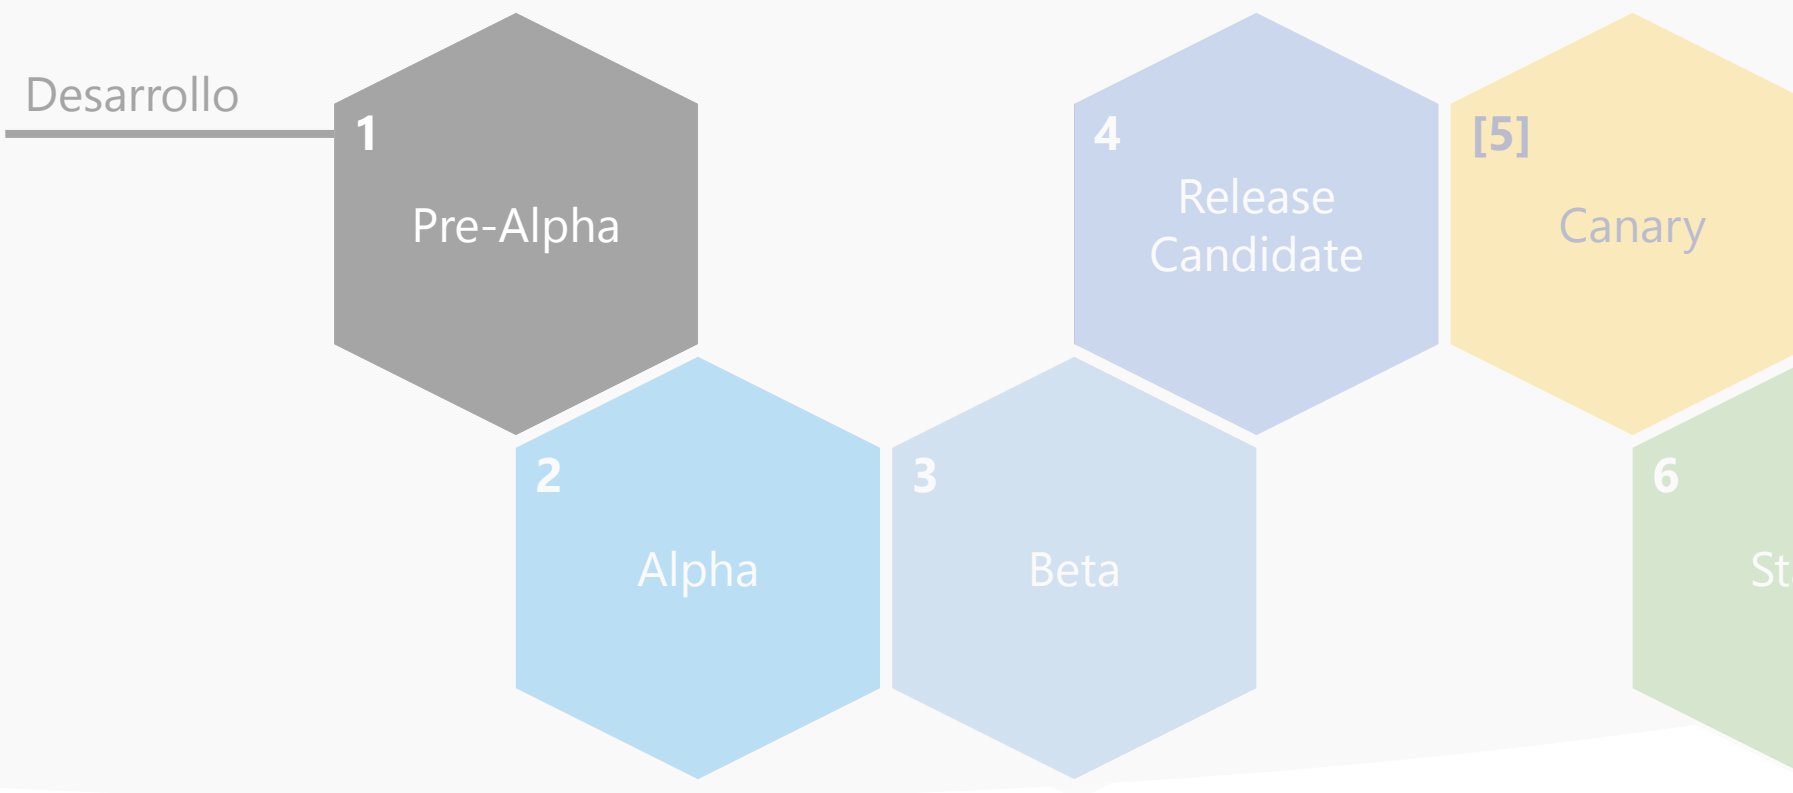 Desarrollo
1
Pre-Alpha
2
Alpha
3
Beta
4
Release
Candidate
[5]
Canary
6